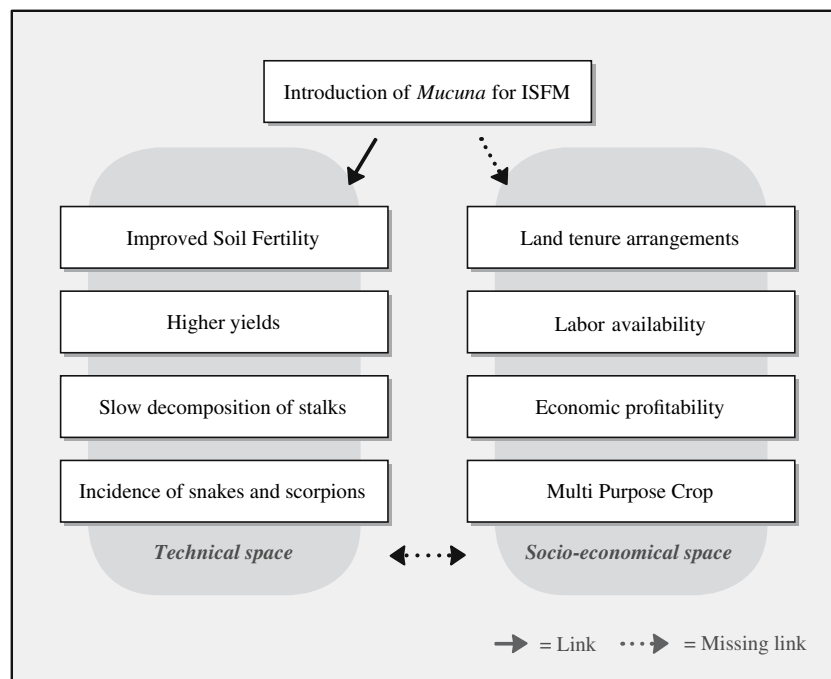 Introduction of Mucuna for ISFM
Improved Soil Fertility
Higher yields
Slow decomposition of stalks
Incidence of snakes and scorpions
Technical space
Land tenure arrangements
Labor availability
Economic profitability
Multi Purpose Crop
Socio-economical space
= Link
= Missing link